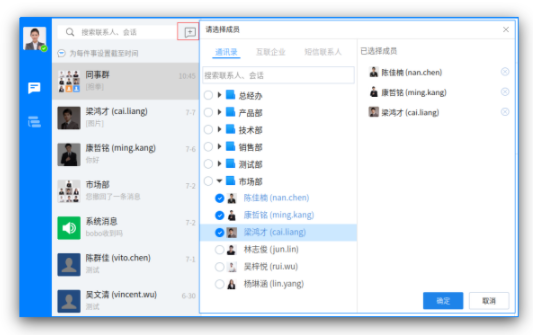 搜索联系人、会话
为每件事设置截至时间
同事群
10:45
梁鸿才 (cai.liang)
7-7
[图片]
康哲铭 (ming.kang)
7-6
你好
市场部
7-2
您撤回了一条消息
系统消息
7-2
bobo收到吗
陈群佳 (vito.chen)
7-1
测试
吴文清 (vincent.wu)
6-30
测试
请选择成员
通讯录
互联企业
短信联系人
搜索联系人、会话
总经办
产品部
技术部
销售部
测试部
市场部
陈佳楠 (nan.chen)
康哲铭 (ming.kang)
梁鸿才 (cai.liang)
林志俊 (jun.lin)
吴梓悦 (rui.wu)
杨琳涵 (lin.yang)
已选择成员
陈佳楠 (nan.chen)
康哲铭 (ming.kang)
梁鸿才 (cai.liang)
确定
取消